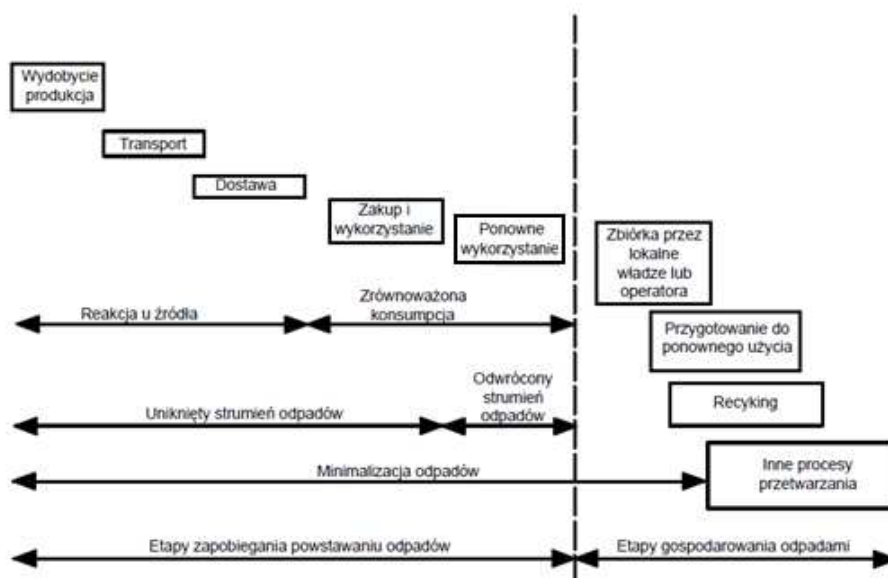 Wydobycie
produkcja
Transport
Dostawa
Zakup i
wykorzystanie
Ponowne
wykorzystanie
Zbiórka przez
lokalne
władze lub
operatora
Reakcja u źródła
Zrównoważona
konsumpcja
Przygotowanie do
ponownego użycia
Uniknięty strumień odpadów
Odwrócony
strumień
odpadów
Recyking
Minimalizacja odpadów
Inne procesy
przetwarzania
Etapy zapobiegania powstawaniu odpadów
Etapy gospodarowania odpadami